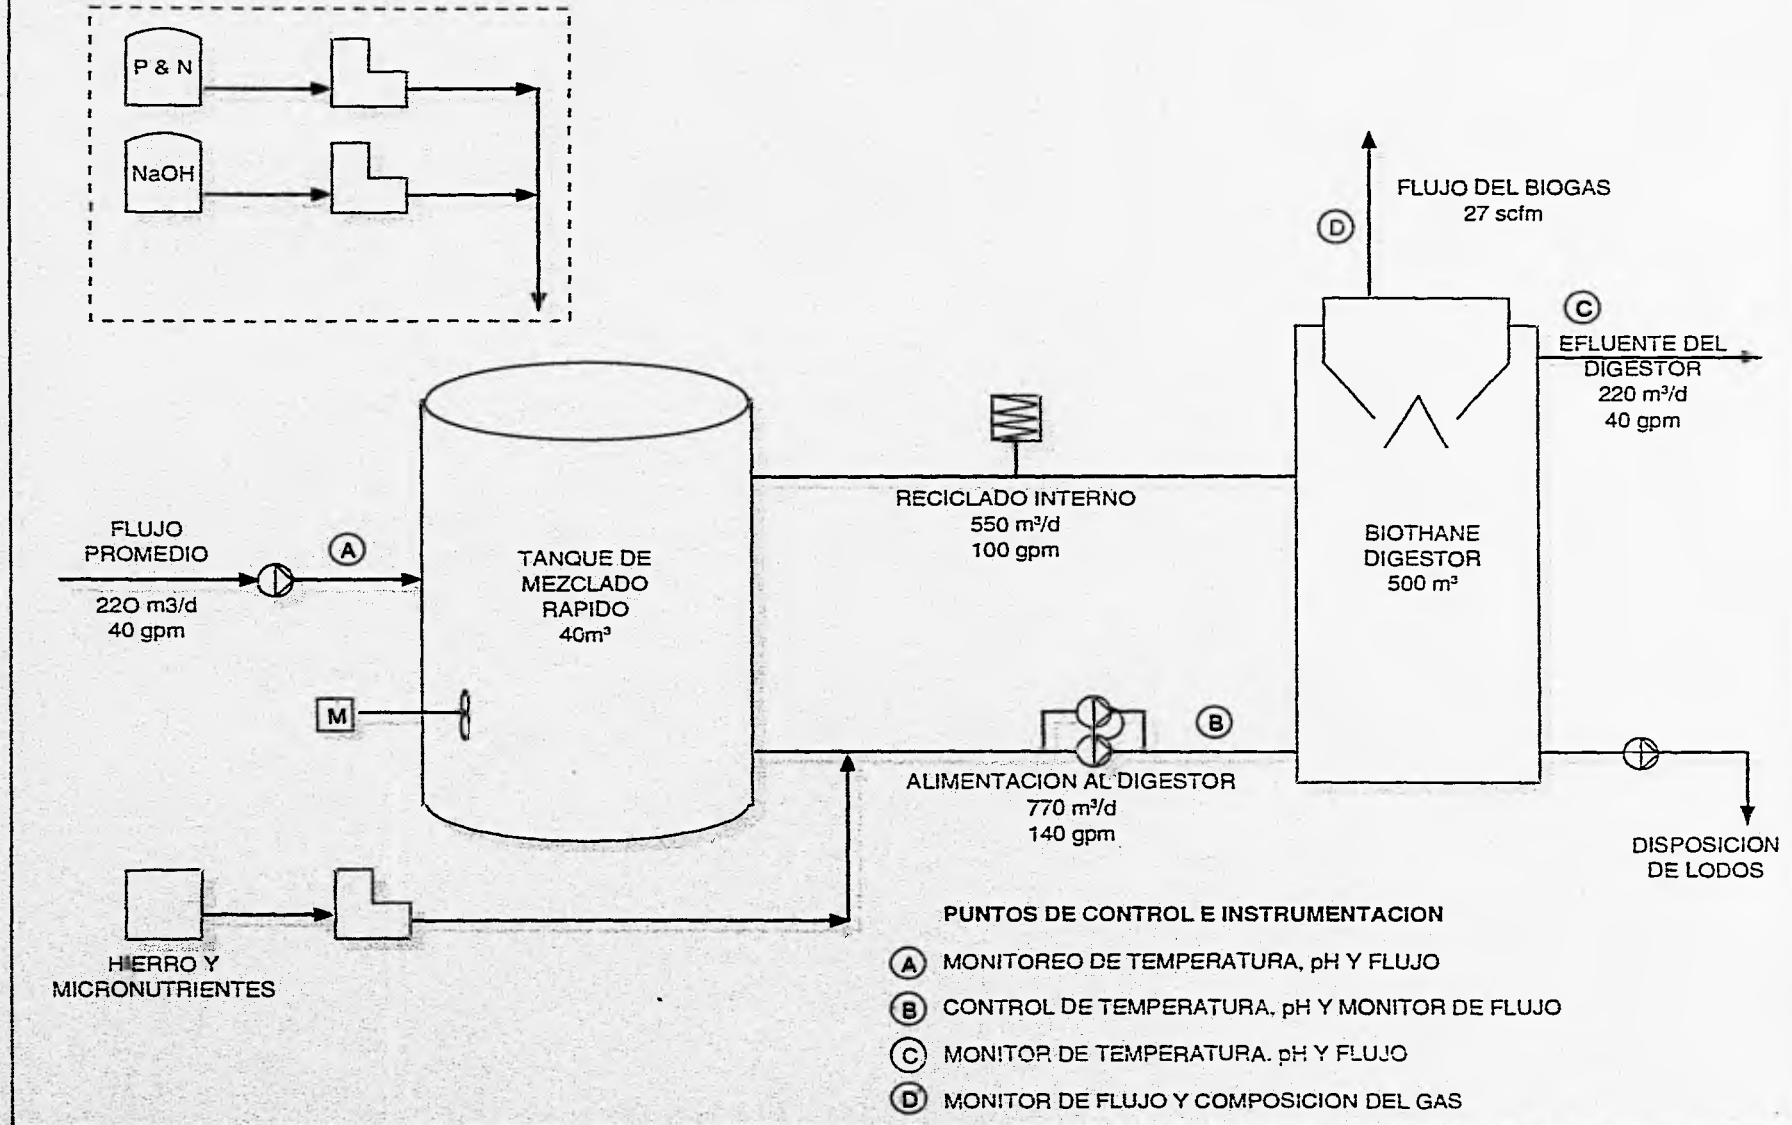 P & N
NaOH
FLUJO DEL BIOGAS
27 scfm
D
C
EFLUENTE DEL
DIGESTOR
220 m³/d
40 gpm
RECICLADO INTERNO
550 m³/d
100 gpm
FLUJO
PROMEDIO
A
220 m3/d
40 gpm
TANQUE DE
MEZCLADO
RAPIDO
40m³
BIOTHANE
DIGESTOR
500 m³
M
B
ALIMENTACION AL DIGESTOR
770 m³/d
140 gpm
DISPOSICION
DE LODOS
HIERRO Y
MICRONUTRIENTES
PUNTOS DE CONTROL E INSTRUMENTACION
A MONITOREO DE TEMPERATURA, pH Y FLUJO
B CONTROL DE TEMPERATURA, pH Y MONITOR DE FLUJO
C MONITOR DE TEMPERATURA. pH Y FLUJO
D MONITOR DE FLUJO Y COMPOSICION DEL GAS